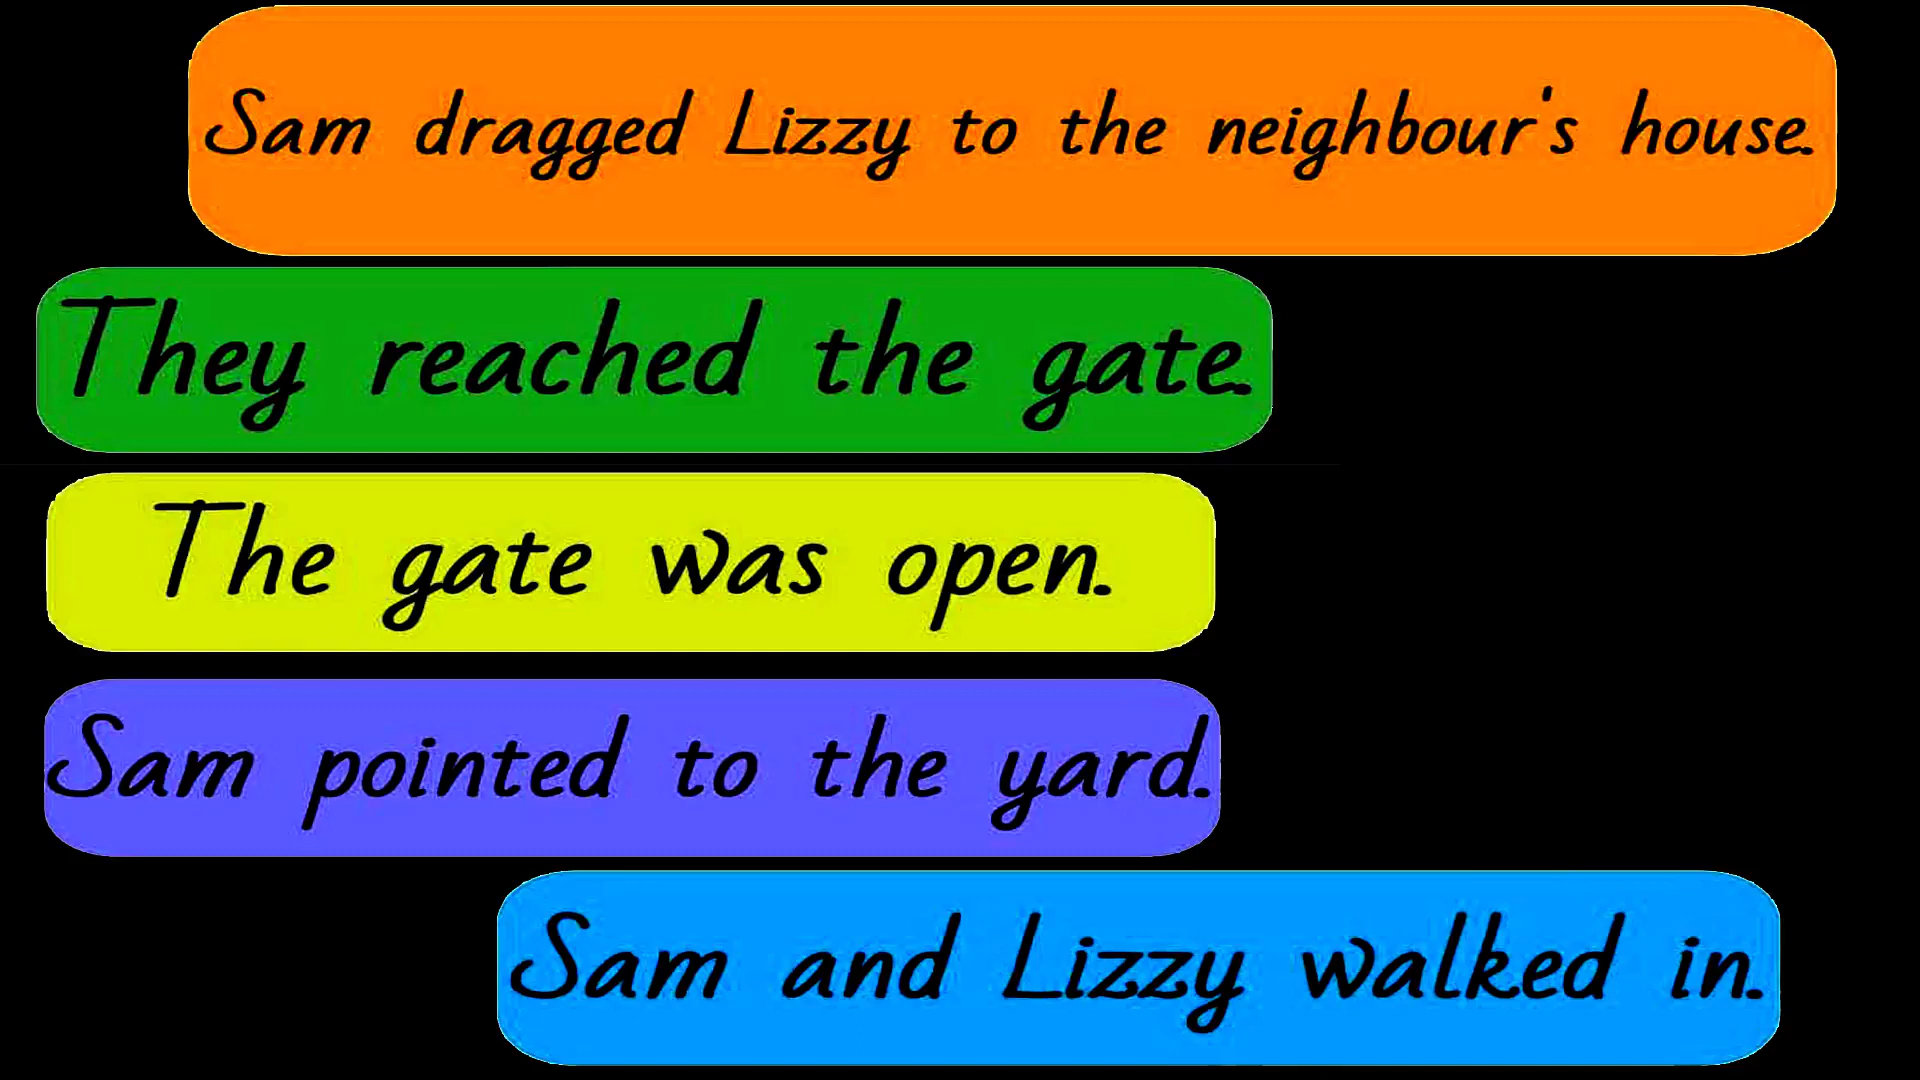 Sam dragged Lizzy to the neighbour's house.
They reached the gate.
The gate was open.
Sam pointed to the yard.
Sam and Lizzy walked in.